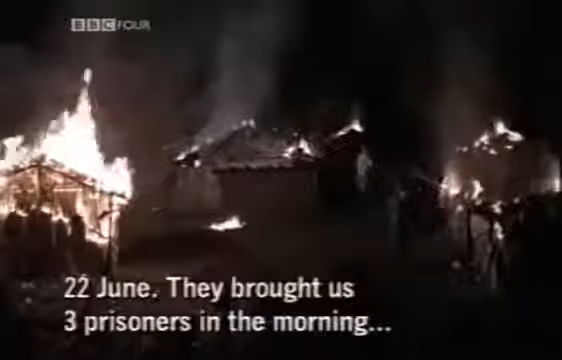 BBC FOUR
22 June. They brought us
3 prisoners in the morning...